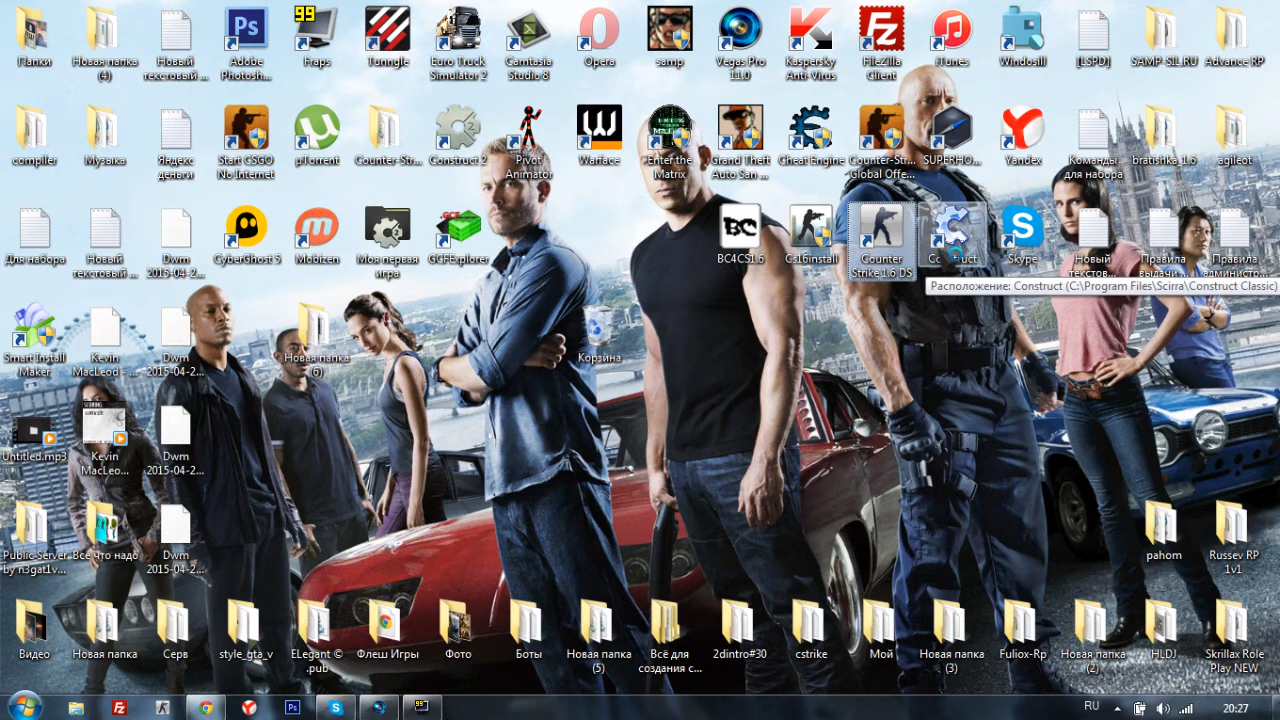 Папки
Новая папка
(4)
Новый
текстовый ...
Adobe
Photosh...
99
Fraps
Tunngle
Euro Truck
Simulator 2
Camtasia
Studio 8
Opera
samp
Vegas Pro
11.0
Kaspersky
Anti-Virus
FileZilla
Client
iTunes
Windosill
[LSPD]
SAMP-SIL.RU
Advance RP
compiler
Музыка
Яндекс
деньги
Start CSGO
No Internet
µTorrent
Counter-Str...
Construct 2
Pivot
Animator
Warface
Enter the
Matrix
Grand Theft
Auto San ...
Cheat Engine
Counter-Str...
Global Offe...
SUPERHO...
Yandex
Команды
для набора
bratishka 1.6
agileot
Для набора
Новый
текстовый ...
Dwm
2015-04-2...
CyberGhost 5
Mobizen
Моя первая
игра
GCFExplorer
BC
BC4CS1.6
Cs16install
Counter
Strike 1.6 DS
Construct
Skype
Новый
текстов...
Правила
выдачи ...
Правила
администр...
Расположение: Construct (C:\Program Files\Scirra\Construct Classic)
Smart Install
Maker
Kevin
MacLeod - ...
Dwm
2015-04-2...
Новая папка
(6)
Корзина
Untitled.mp3
Kevin
MacLeo...
Dwm
2015-04-2...
Public-Server
by n3gat1v...
Всё что надо
Dwm
2015-04-2...
pahom
Russev RP
1v1
Видео
Новая папка
Серв
style_gta_v
ELegant ©
.pub
Флеш Игры
Фото
Боты
Новая папка
(5)
Всё для
создания с...
2dintro#30
cstrike
Мой
Новая папка
(3)
Fuliox-Rp
Новая папка
(2)
HLDJ
Skrillax Role
Play NEW
RU
20:27